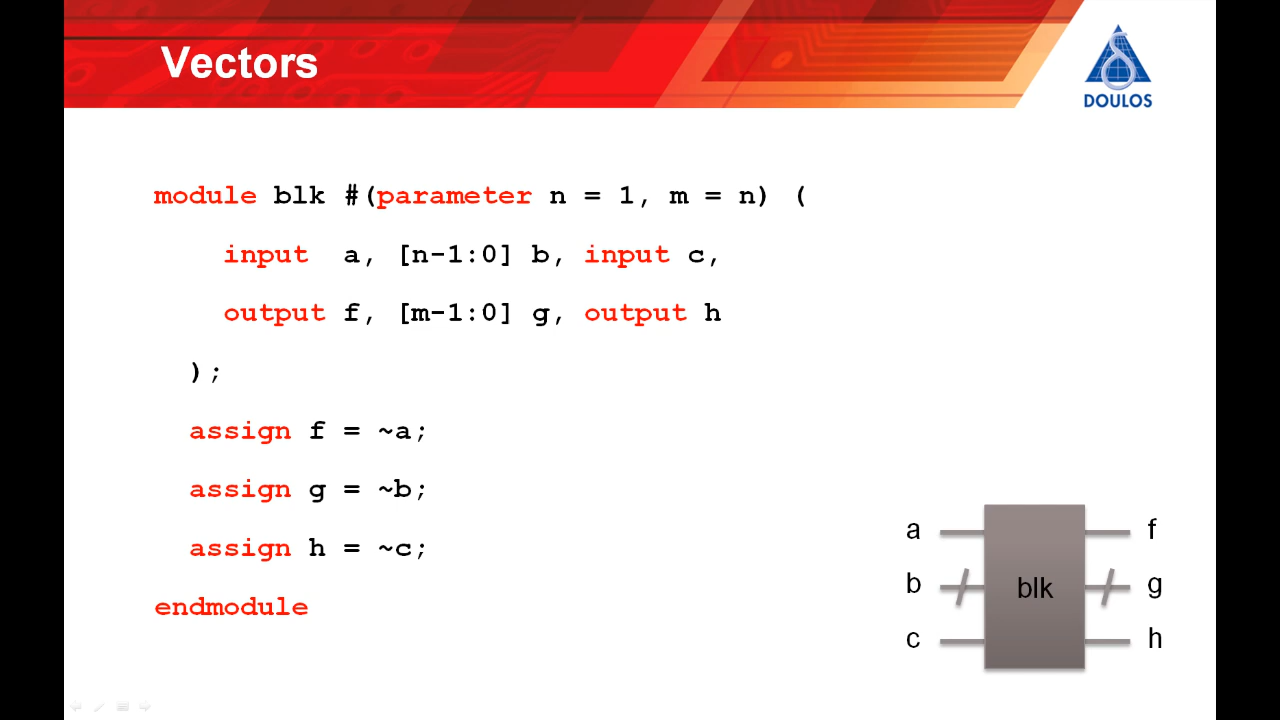 Vectors
DOULOS
module blk #(parameter n = 1, m = n) (
input a, [n-1:0] b, input c,
output f, [m-1:0] g, output h
);
assign f = ~a;
assign g = ~b;
assign h = ~c;
endmodule
a f
b blk g
c h